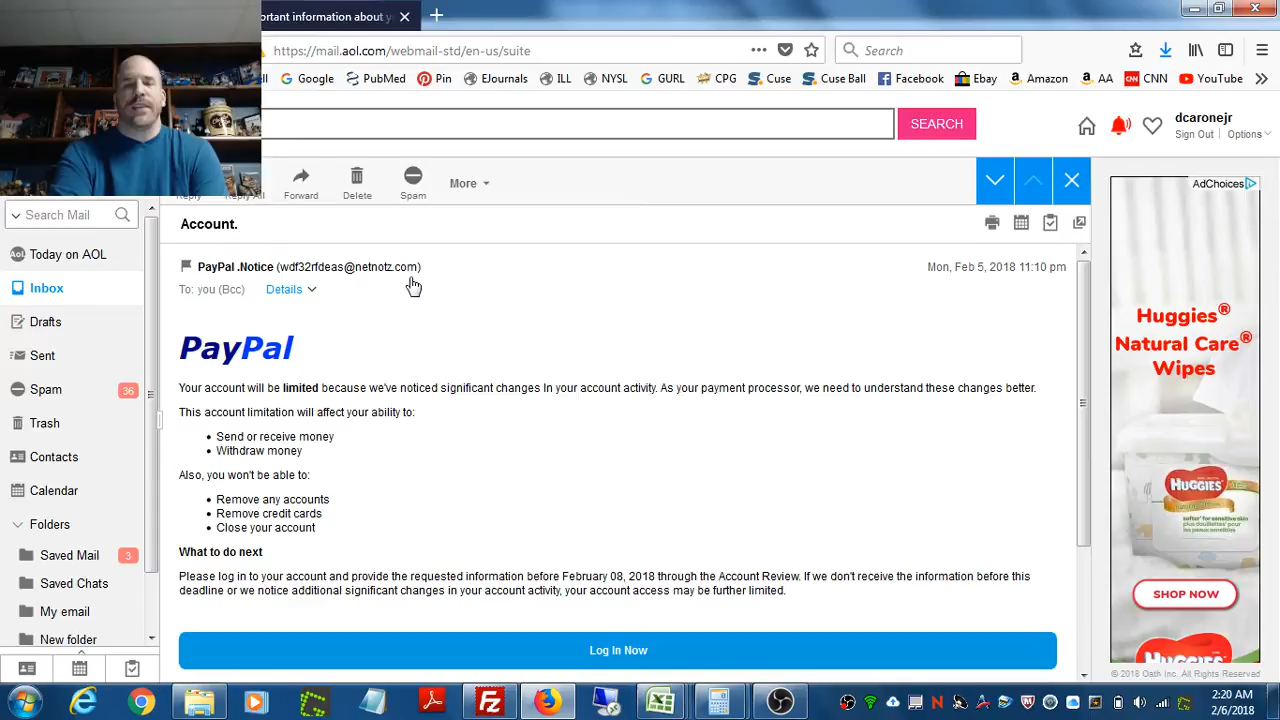 ortant information about y
https://mail.aol.com/webmail-std/en-us/suite
Search
ll Google PubMed Pin EJournals ILL NYSL GURL CPG Cuse Cuse Ball Facebook Ebay Amazon AA CNN YouTube
SEARCH
dcaronejr
Sign Out Options
Reply Reply All Forward Delete Spam More
AdChoices
Search Mail
Account.
Today on AOL
PayPal .Notice (wdf32rfdeas@netnotz.com)
Mon, Feb 5, 2018 11:10 pm
Inbox
To: you (Bcc) Details
Drafts
Sent
Spam 36
Trash
Contacts
Calendar
Folders
Saved Mail 3
Saved Chats
My email
New folder
PayPal
Your account will be limited because we've noticed significant changes In your account activity. As your payment processor, we need to understand these changes better.
This account limitation will affect your ability to:
• Send or receive money
• Withdraw money
Also, you won't be able to:
• Remove any accounts
• Remove credit cards
• Close your account
What to do next
Please log in to your account and provide the requested information before February 08, 2018 through the Account Review. If we don't receive the information before this
deadline or we notice additional significant changes in your account activity, your account access may be further limited.
Log In Now
Huggies®
Natural Care®
Wipes
HUGGIES
SHOP NOW
© 2018 Oath Inc. All Rights Reserved
2:20 AM
2/6/2018